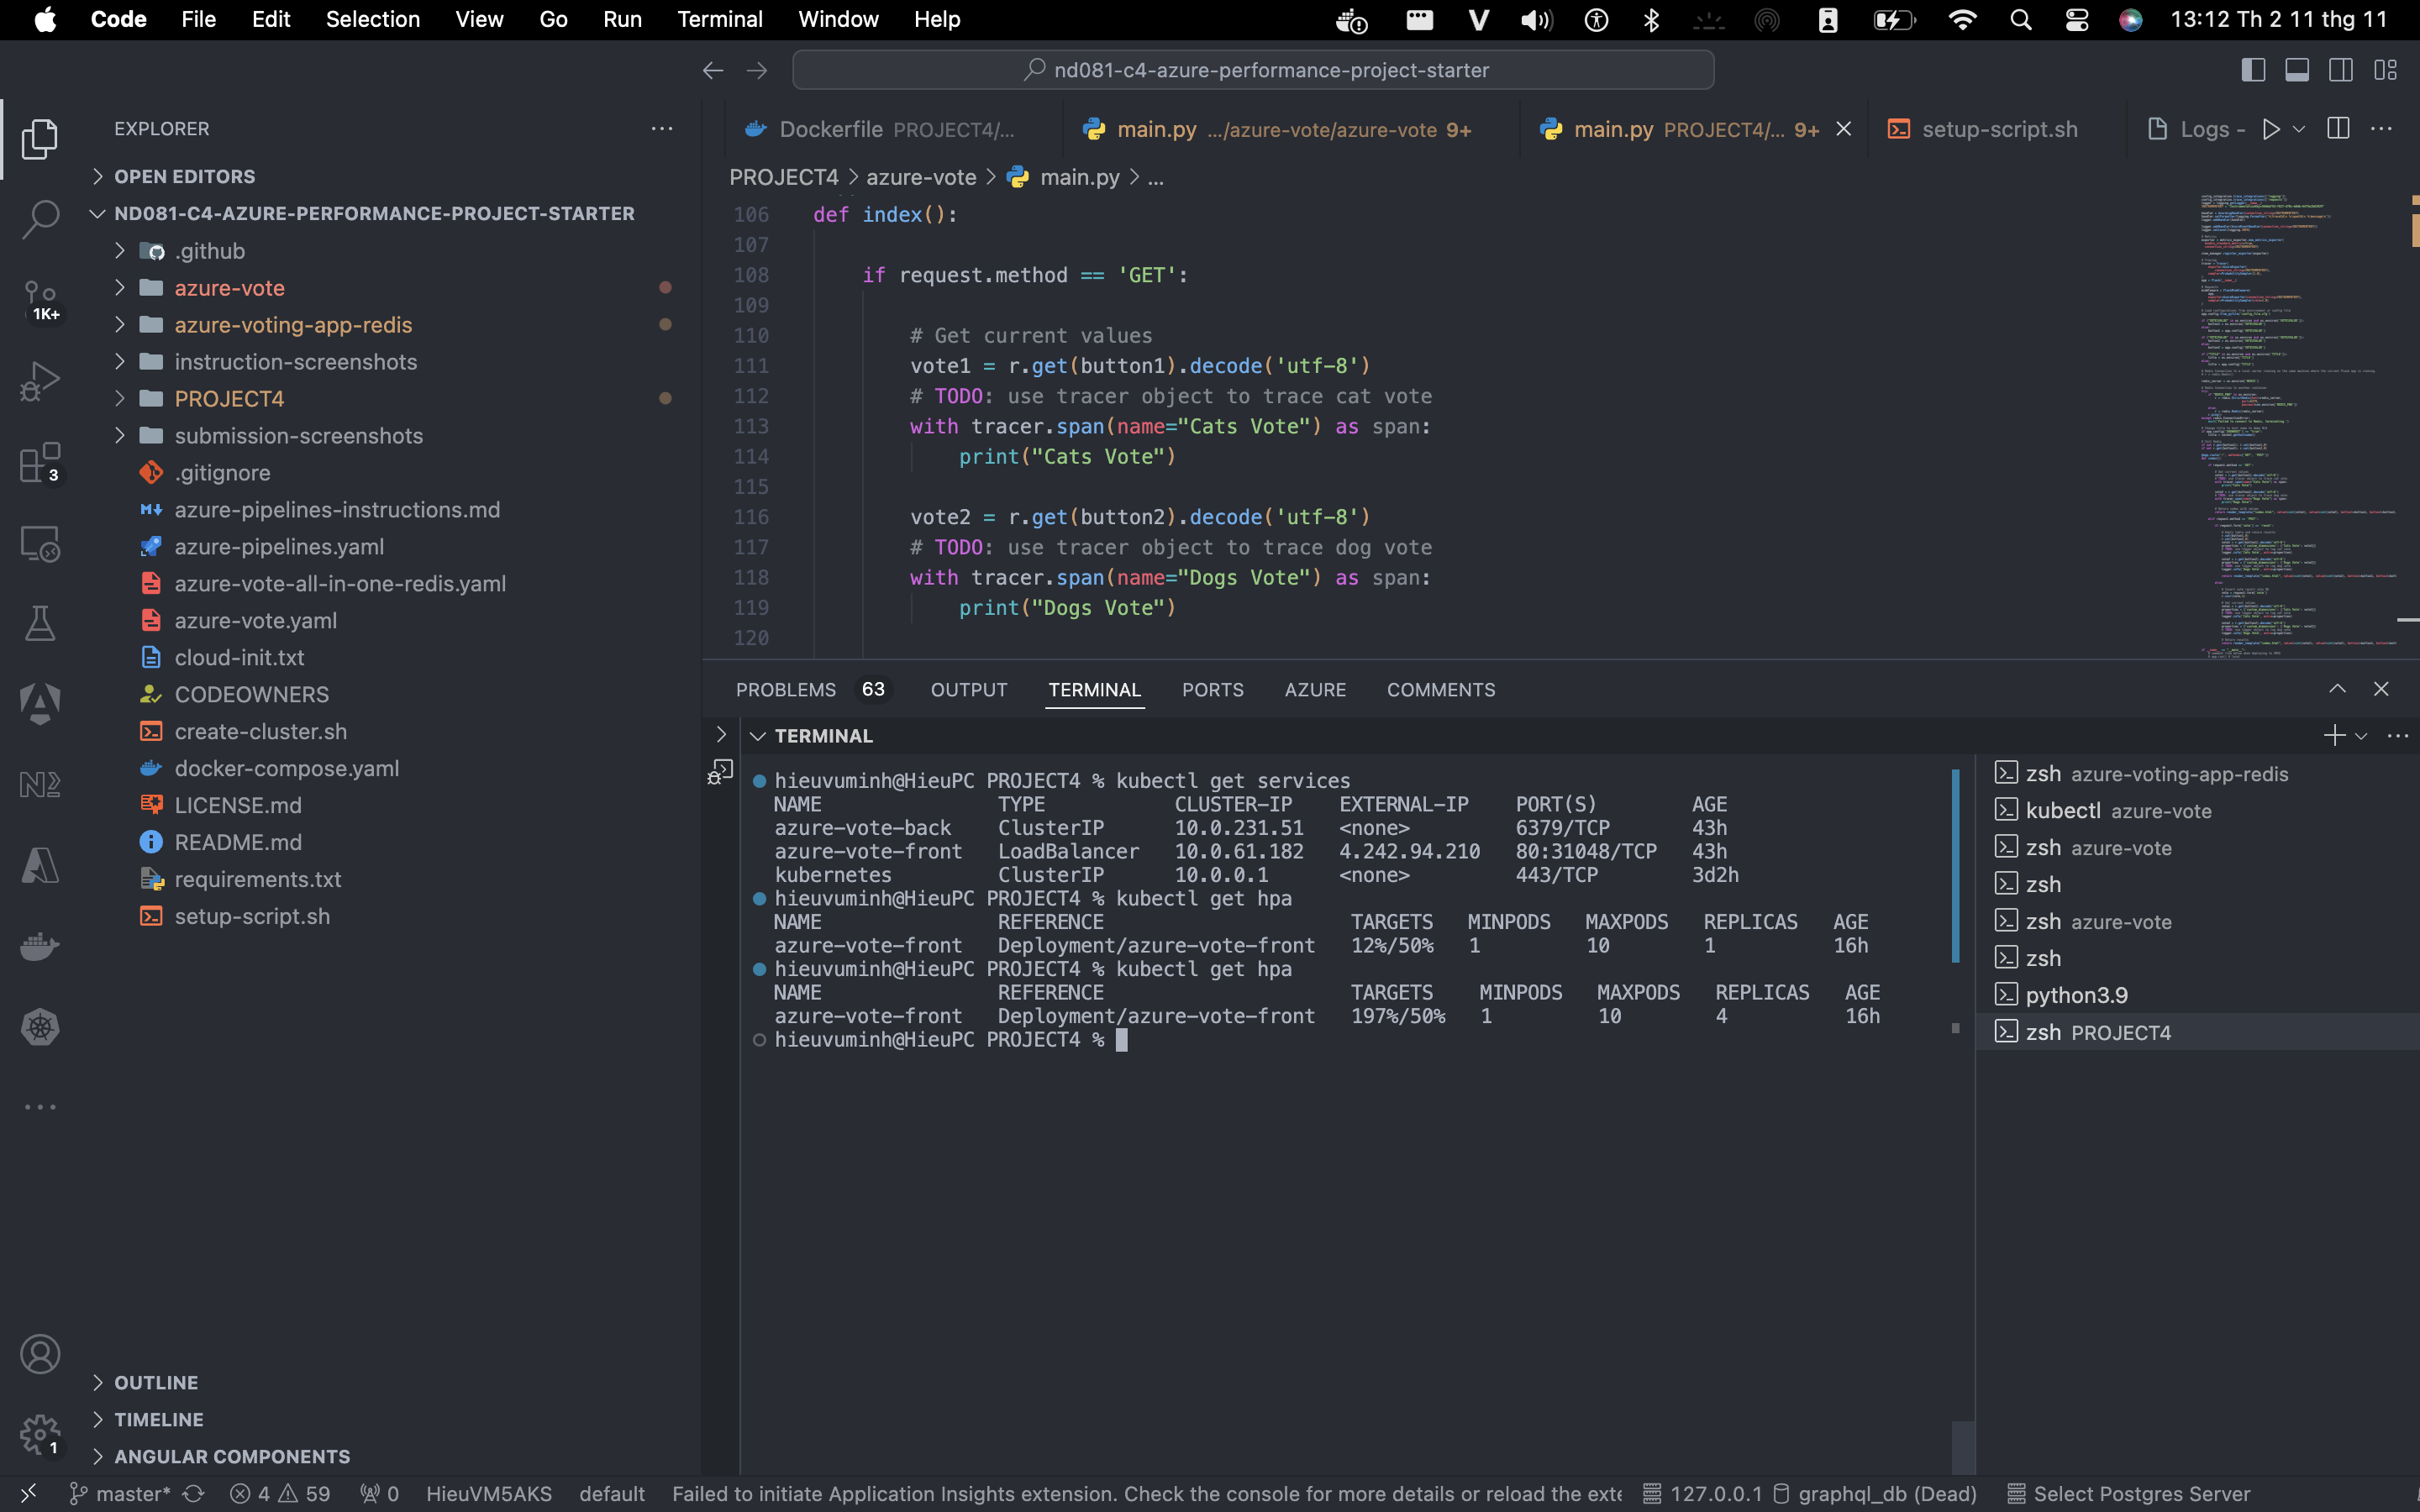 Code File Edit Selection View Go Run Terminal Window Help 13:12 Th 2 11 thg 11
nd081-c4-azure-performance-project-starter
EXPLORER
OPEN EDITORS
ND081-C4-AZURE-PERFORMANCE-PROJECT-STARTER
.github
azure-vote
azure-voting-app-redis
instruction-screenshots
PROJECT4
submission-screenshots
.gitignore
azure-pipelines-instructions.md
azure-pipelines.yaml
azure-vote-all-in-one-redis.yaml
azure-vote.yaml
cloud-init.txt
CODEOWNERS
create-cluster.sh
docker-compose.yaml
LICENSE.md
README.md
requirements.txt
setup-script.sh
OUTLINE
TIMELINE
ANGULAR COMPONENTS
1K+
3
1
Dockerfile PROJECT4/... main.py .../azure-vote/azure-vote 9+ main.py PROJECT4/... 9+ setup-script.sh Logs -
PROJECT4 > azure-vote > main.py > ...
106 def index():
107
108 if request.method == 'GET':
109
110 # Get current values
111 vote1 = r.get(button1).decode('utf-8')
112 # TODO: use tracer object to trace cat vote
113 with tracer.span(name="Cats Vote") as span:
114 print("Cats Vote")
115
116 vote2 = r.get(button2).decode('utf-8')
117 # TODO: use tracer object to trace dog vote
118 with tracer.span(name="Dogs Vote") as span:
119 print("Dogs Vote")
120
PROBLEMS 63 OUTPUT TERMINAL PORTS AZURE COMMENTS
TERMINAL
hieuvuminh@HieuPC PROJECT4 % kubectl get services
NAME TYPE CLUSTER-IP EXTERNAL-IP PORT(S) AGE
azure-vote-back ClusterIP 10.0.231.51 <none> 6379/TCP 43h
azure-vote-front LoadBalancer 10.0.61.182 4.242.94.210 80:31048/TCP 43h
kubernetes ClusterIP 10.0.0.1 <none> 443/TCP 3d2h
hieuvuminh@HieuPC PROJECT4 % kubectl get hpa
NAME REFERENCE TARGETS MINPODS MAXPODS REPLICAS AGE
azure-vote-front Deployment/azure-vote-front 12%/50% 1 10 1 16h
hieuvuminh@HieuPC PROJECT4 % kubectl get hpa
NAME REFERENCE TARGETS MINPODS MAXPODS REPLICAS AGE
azure-vote-front Deployment/azure-vote-front 197%/50% 1 10 4 16h
hieuvuminh@HieuPC PROJECT4 %
zsh azure-voting-app-redis
kubectl azure-vote
zsh azure-vote
zsh
zsh azure-vote
zsh
python3.9
zsh PROJECT4
master* 4 59 0 HieuVM5AKS default Failed to initiate Application Insights extension. Check the console for more details or reload the exte 127.0.0.1 graphql_db (Dead) Select Postgres Server